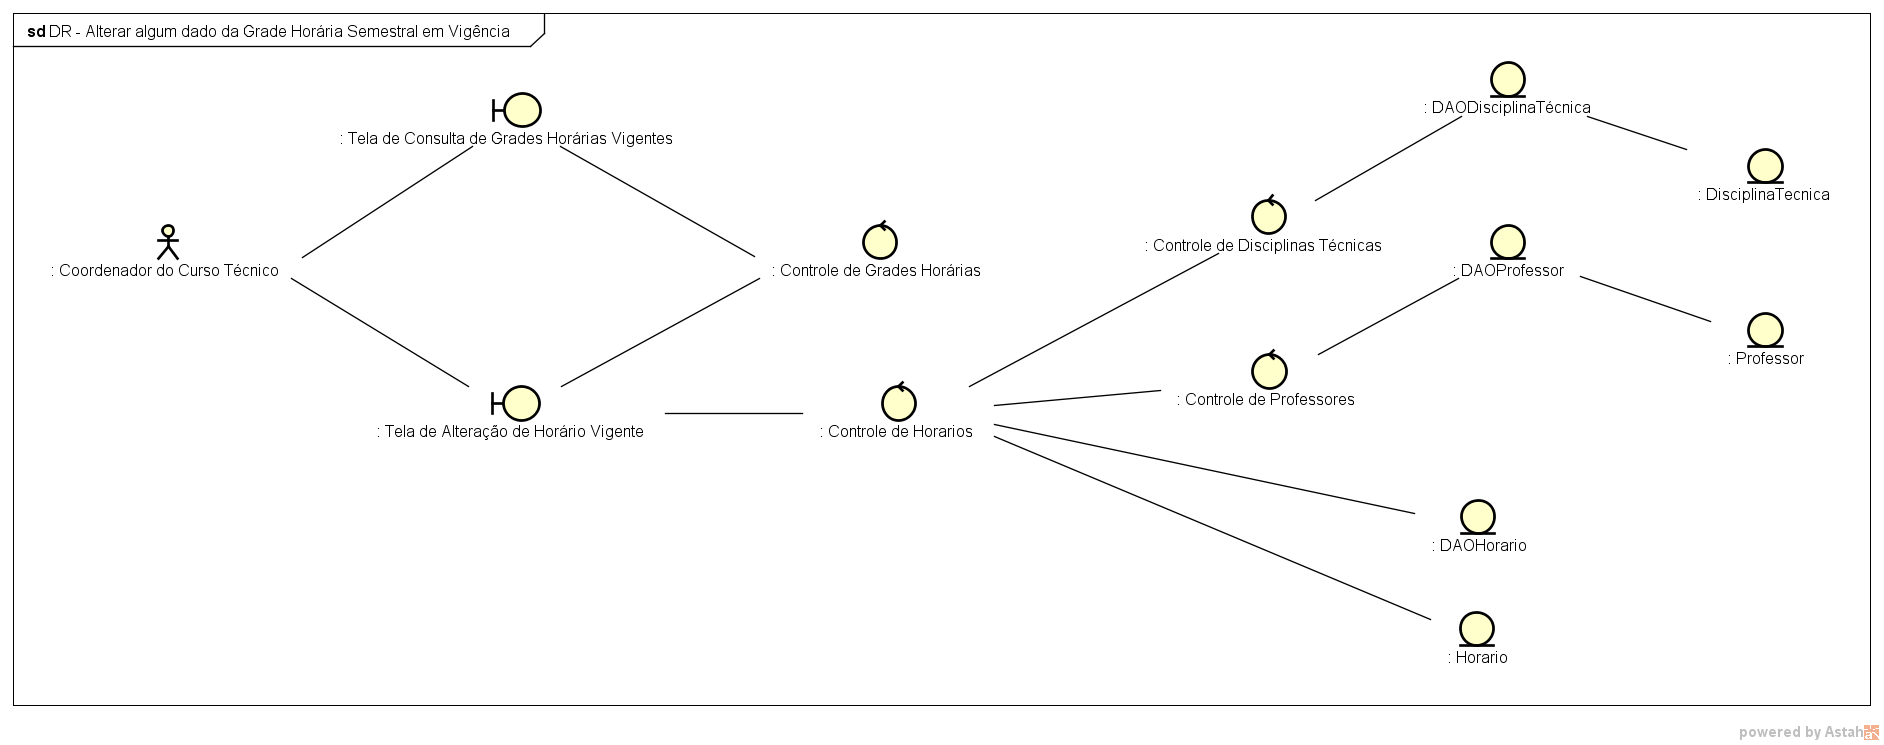 sd DR - Alterar algum dado da Grade Horária Semestral em Vigência
: DAODisciplinaTécnica
: Tela de Consulta de Grades Horárias Vigentes
: DisciplinaTecnica
: Controle de Disciplinas Técnicas
: Coordenador do Curso Técnico
: Controle de Grades Horárias
: DAOProfessor
: Professor
: Controle de Professores
: Tela de Alteração de Horário Vigente
: Controle de Horarios
: DAOHorario
: Horario
powered by Astah